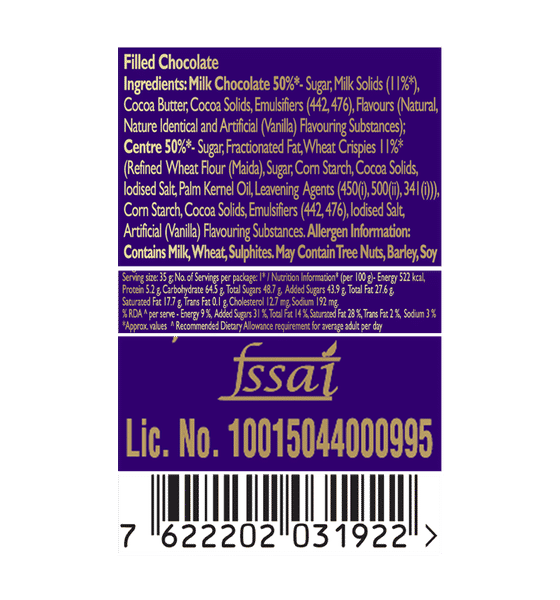 Filled Chocolate
Ingredients: Milk Chocolate 50%*- Sugar, Milk Solids (11%*),
Cocoa Butter, Cocoa Solids, Emulsifiers (442, 476), Flavours (Natural,
Nature Identical and Artificial (Vanilla) Flavouring Substances);
Centre 50%*- Sugar, Fractionated Fat, Wheat Crispies 11%*
(Refined Wheat Flour (Maida), Sugar, Corn Starch, Cocoa Solids,
Iodised Salt, Palm Kernel Oil, Leavening Agents (450(i), 500(ii), 341(i))),
Corn Starch, Cocoa Solids, Emulsifiers (442, 476), Iodised Salt,
Artificial (Vanilla) Flavouring Substances. Allergen Information:
Contains Milk, Wheat, Sulphites. May Contain Tree Nuts, Barley, Soy
Serving size: 35 g; No. of Servings per package: 1* / Nutrition Information* (per 100 g)- Energy 522 kcal,
Protein 5.2 g, Carbohydrate 64.5 g, Total Sugars 48.7 g, Added Sugars 43.9 g, Total Fat 27.6 g,
Saturated Fat 17.7 g, Trans Fat 0.1 g, Cholesterol 12.7 mg, Sodium 192 mg.
% RDA ^ per serve - Energy 9 %, Added Sugars 31 %, Total Fat 14 %, Saturated Fat 28 %, Trans Fat 2 %, Sodium 3 %
*Approx. values ^ Recommended Dietary Allowance requirement for average adult per day
fssai
Lic. No. 10015044000995
7 622202 031922 >